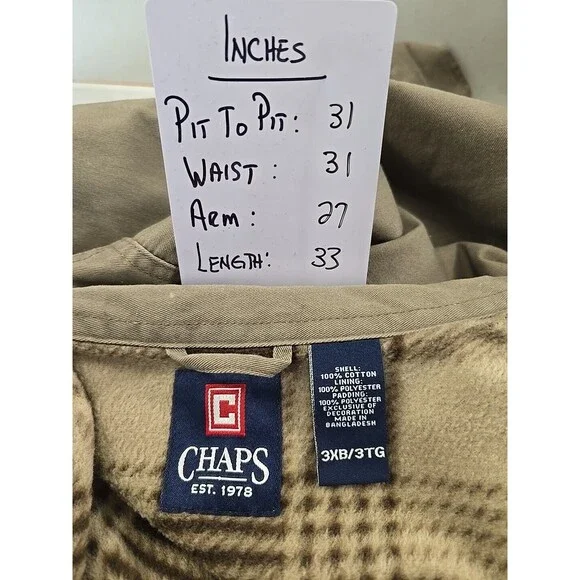 INCHES
PIT TO PIT: 31
WAIST: 31
ARM: 27
LENGTH: 33
C
CHAPS
EST. 1978
SHELL:
100% COTTON
LINING:
100% POLYESTER
PADDING:
100% POLYESTER
EXCLUSIVE OF
DECORATION
MADE IN
BANGLADESH
3XB/3TG